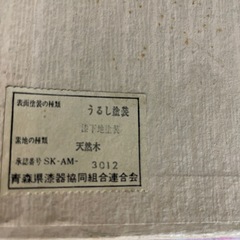 表面塗装の種類
うるし塗装
漆下地塗装
素地の種類
天然木
承認番号 SK-AM-3012
青森県漆器協同組合連合会